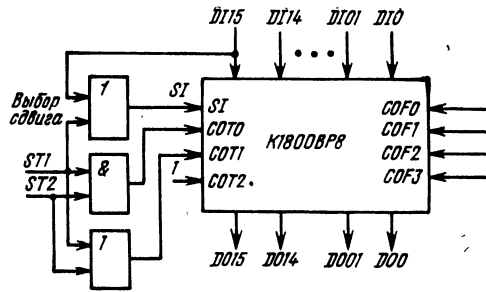 DI15 DI14 DI01 DI0
1
Выбор сдвига
SI
SI
ST1
ST2
&
COT0
COT1
1
COT2.
1
К1800ВР8
COF0
COF1
COF2
COF3
DO15 DO14 DO01 DO0